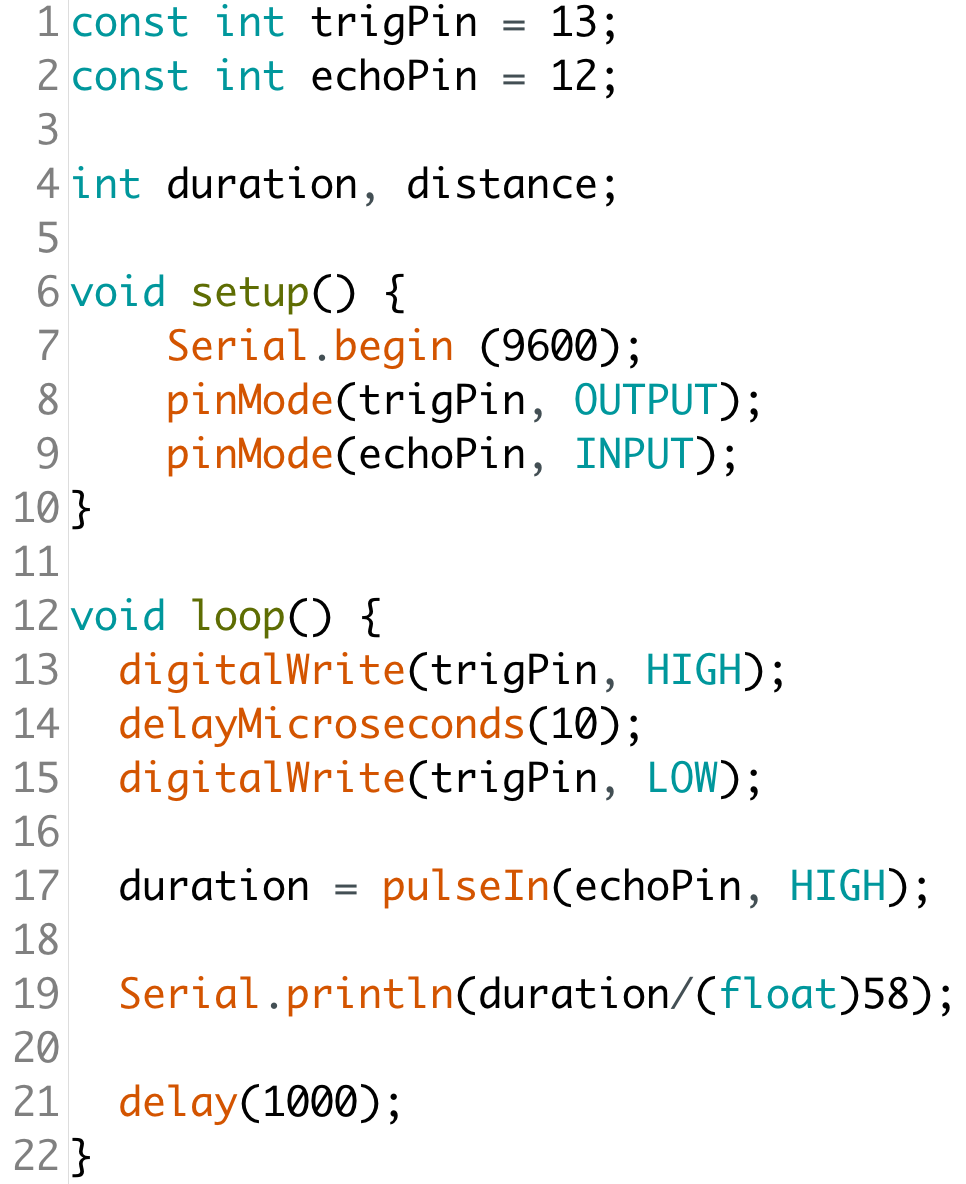 1 const int trigPin = 13;
2 const int echoPin = 12;
3
4 int duration, distance;
5
6 void setup() {
7     Serial.begin (9600);
8     pinMode(trigPin, OUTPUT);
9     pinMode(echoPin, INPUT);
10 }
11
12 void loop() {
13   digitalWrite(trigPin, HIGH);
14   delayMicroseconds(10);
15   digitalWrite(trigPin, LOW);
16
17   duration = pulseIn(echoPin, HIGH);
18
19   Serial.println(duration/(float)58);
20
21   delay(1000);
22 }